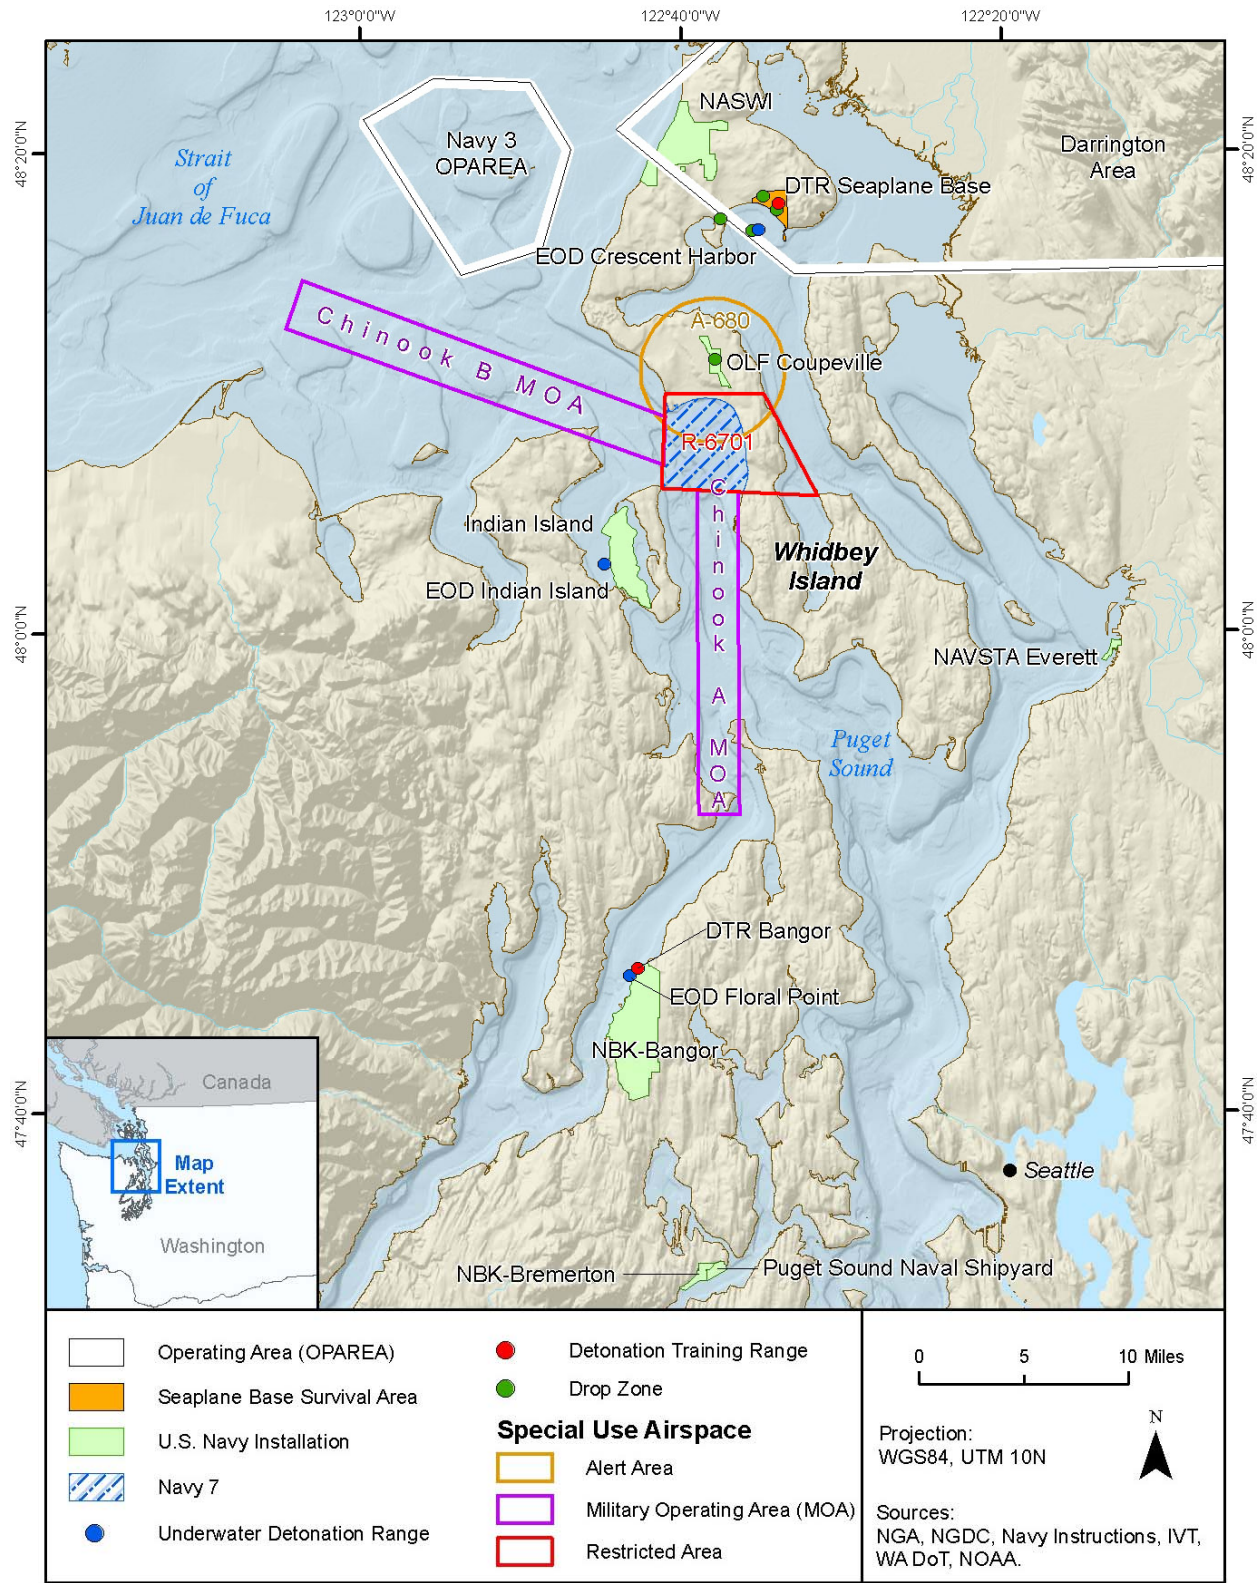 123°0'0"W
122°40'0"W
122°20'0"W
48°20'0"N
48°20'0"N
48°0'0"N
48°0'0"N
47°40'0"N
47°40'0"N
NASWI
Navy 3
OPAREA
Darrington
Area
Strait
of
Juan de Fuca
DTR Seaplane Base
EOD Crescent Harbor
A-680
Chinook B MOA
OLF Coupeville
R-6701
Chinook A MOA
Indian Island
EOD Indian Island
Whidbey
Island
NAVSTA Everett
Puget
Sound
DTR Bangor
EOD Floral Point
NBK-Bangor
Canada
Map
Extent
Washington
Seattle
NBK-Bremerton
Puget Sound Naval Shipyard
Operating Area (OPAREA)
Seaplane Base Survival Area
U.S. Navy Installation
Navy 7
Underwater Detonation Range
Detonation Training Range
Drop Zone
Special Use Airspace
Alert Area
Military Operating Area (MOA)
Restricted Area
0 5 10 Miles
N
Projection:
WGS84, UTM 10N
Sources:
NGA, NGDC, Navy Instructions, IVT,
WA DoT, NOAA.